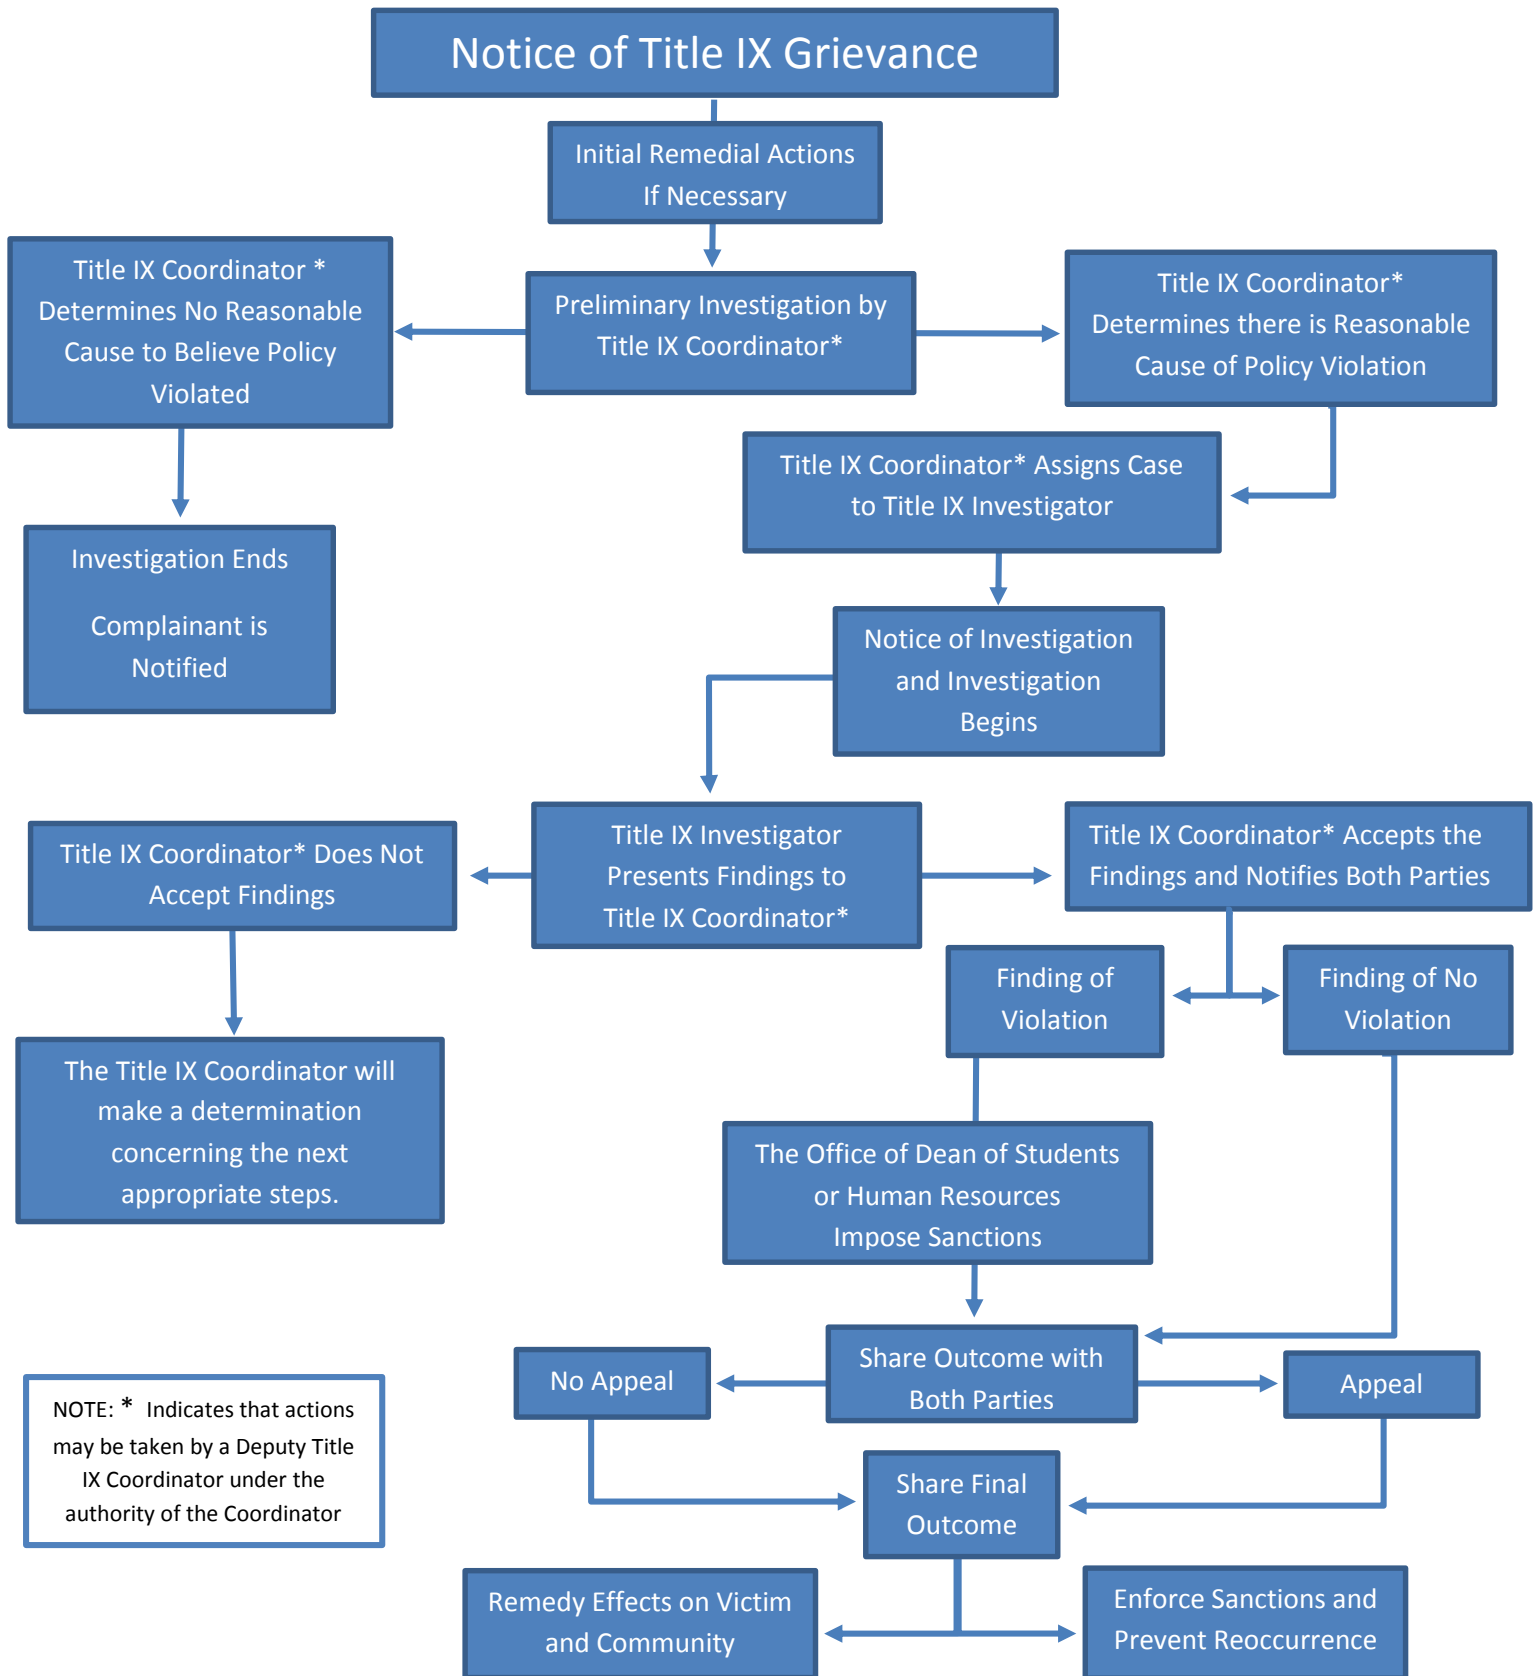 Notice of Title IX Grievance
Initial Remedial Actions
If Necessary
Title IX Coordinator *
Determines No Reasonable
Cause to Believe Policy
Violated
Preliminary Investigation by
Title IX Coordinator*
Title IX Coordinator*
Determines there is Reasonable
Cause of Policy Violation
Title IX Coordinator* Assigns Case
to Title IX Investigator
Investigation Ends
Complainant is
Notified
Notice of Investigation
and Investigation
Begins
Title IX Coordinator* Does Not
Accept Findings
Title IX Investigator
Presents Findings to
Title IX Coordinator*
Title IX Coordinator* Accepts the
Findings and Notifies Both Parties
Finding of
Violation
Finding of No
Violation
The Title IX Coordinator will
make a determination
concerning the next
appropriate steps.
The Office of Dean of Students
or Human Resources
Impose Sanctions
No Appeal
Share Outcome with
Both Parties
Appeal
NOTE: * Indicates that actions
may be taken by a Deputy Title
IX Coordinator under the
authority of the Coordinator
Share Final
Outcome
Remedy Effects on Victim
and Community
Enforce Sanctions and
Prevent Reoccurrence